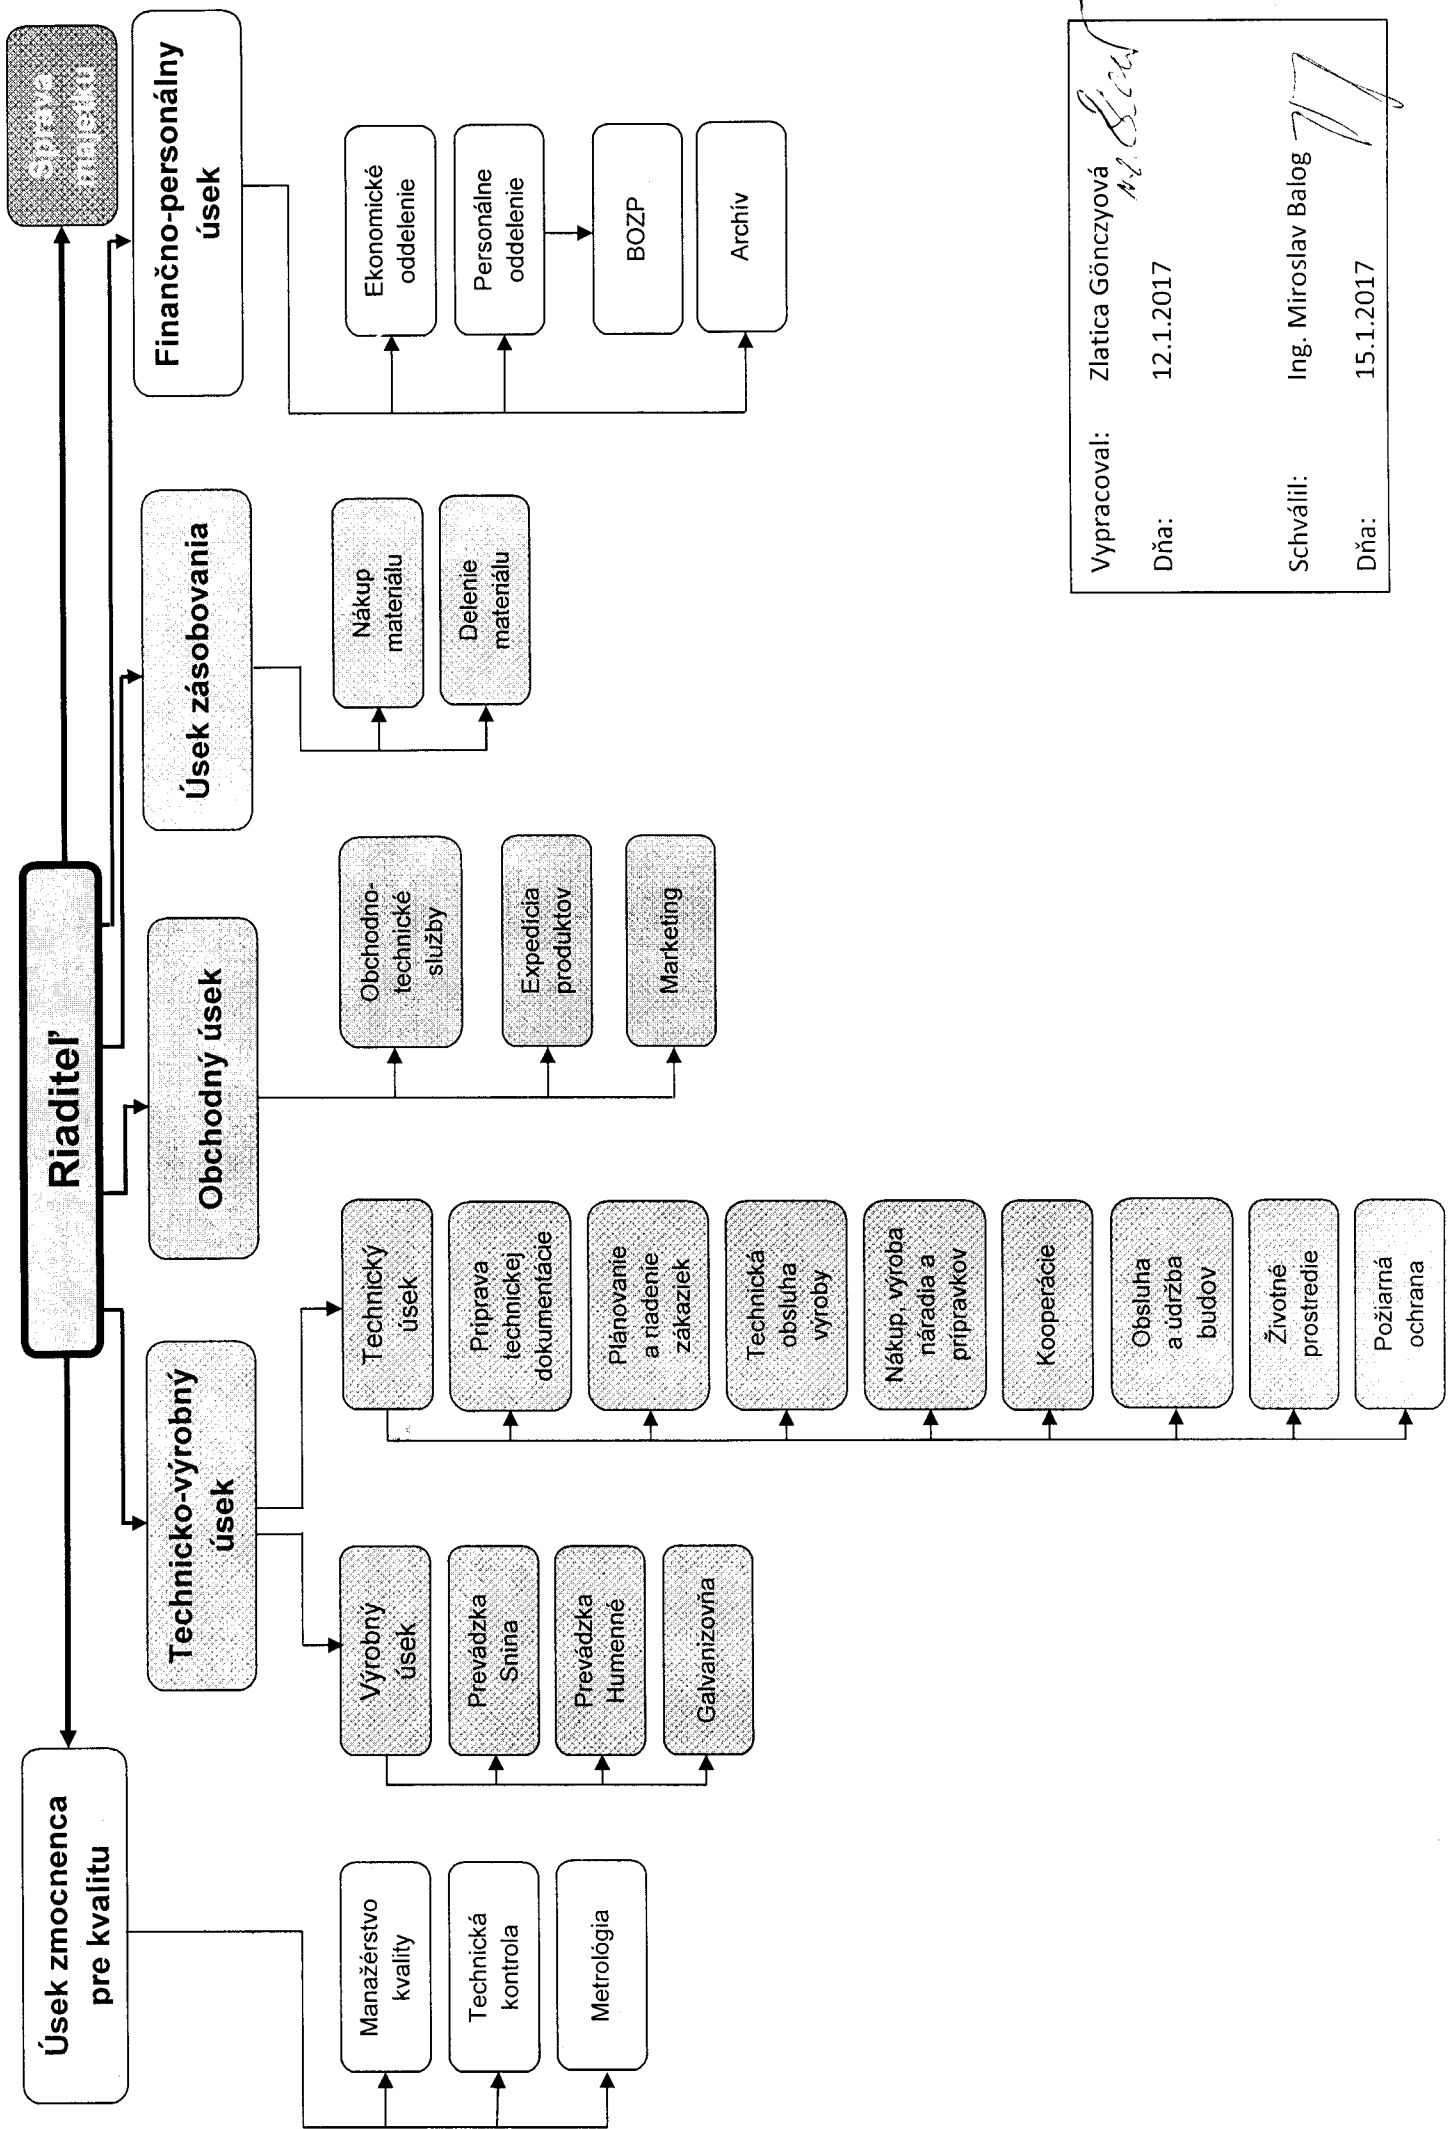 Riaditeľ
Správa
majetku
Úsek zmocnenca
pre kvalitu
Manažérstvo
kvality
Technická
kontrola
Metrológia
Technicko-výrobný
úsek
Výrobný
úsek
Prevádzka
Snina
Prevádzka
Humenné
Galvanizovňa
Technický
úsek
Príprava
technickej
dokumentácie
Plánovanie
a riadenie
zákaziek
Technická
obsluha
výroby
Nákup, výroba
náradia a
prípravkov
Kooperácie
Obsluha
a údržba
budov
Životné
prostredie
Požiarná
ochrana
Obchodný úsek
Obchodno-
technické
služby
Expedícia
produktov
Marketing
Úsek zásobovania
Nákup
materiálu
Delenie
materiálu
Finančno-personálny
úsek
Ekonomické
oddelenie
Personálne
oddelenie
BOZP
Archív
Vypracoval: Zlatica Gönczyová
Dňa: 12.1.2017
Schválil: Ing. Miroslav Balog
Dňa: 15.1.2017